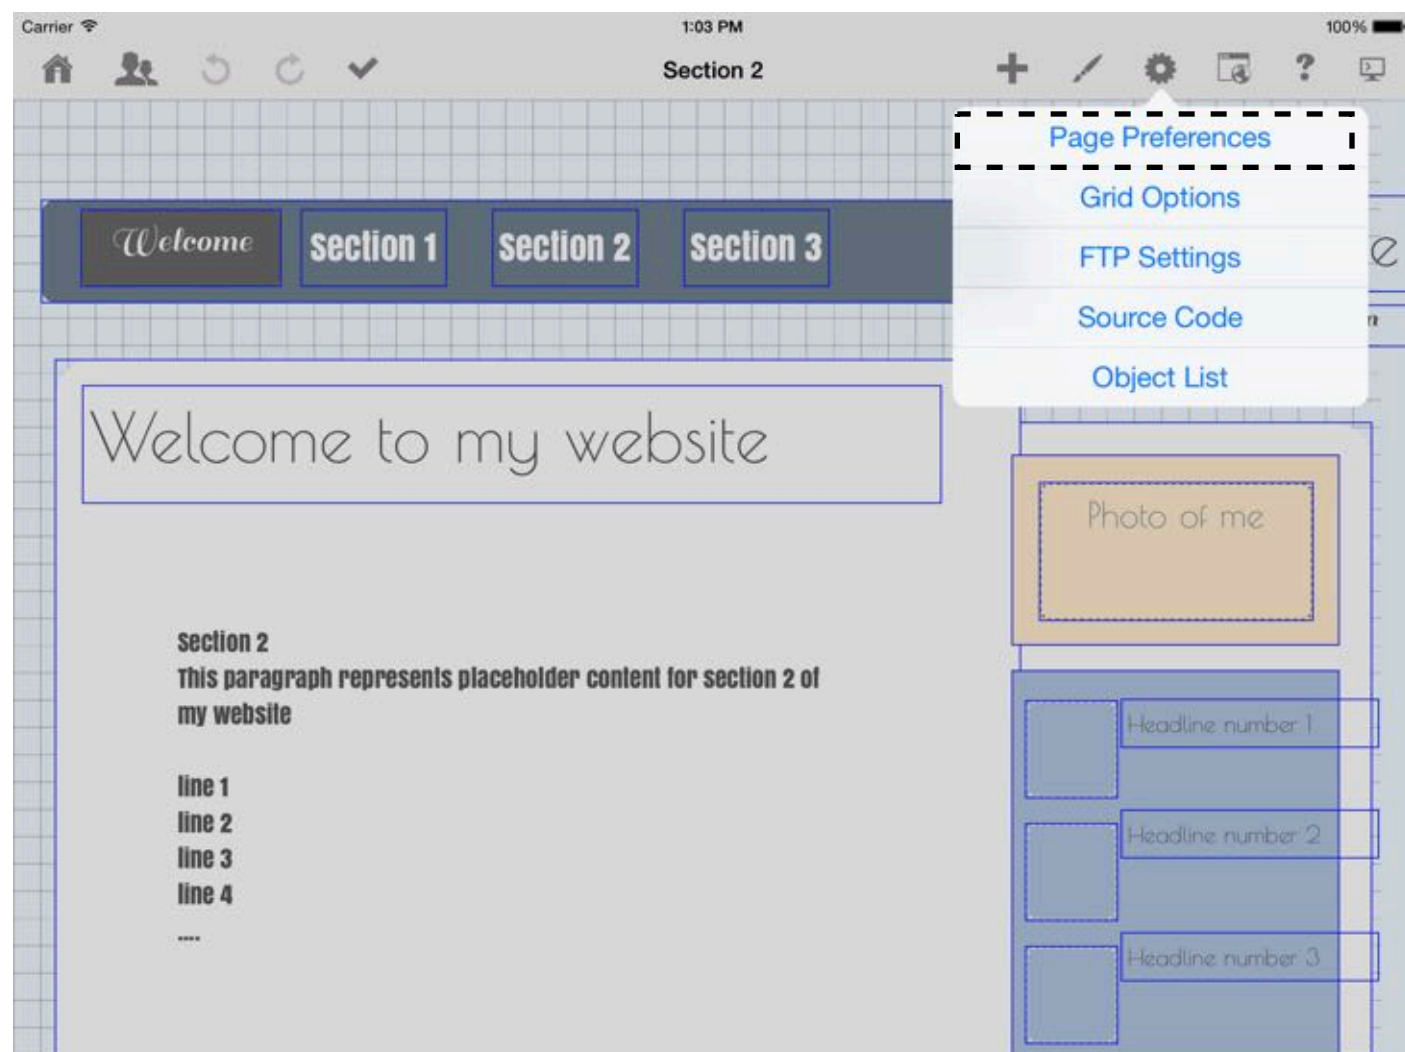 Carrier
1:03 PM
100%
Section 2
?
Page Preferences
Grid Options
FTP Settings
Source Code
Object List
Welcome
Section 1
Section 2
Section 3
e
n
Welcome to my website
Photo of me
Section 2
This paragraph represents placeholder content for section 2 of
my website
line 1
line 2
line 3
line 4
....
Headline number 1
Headline number 2
Headline number 3